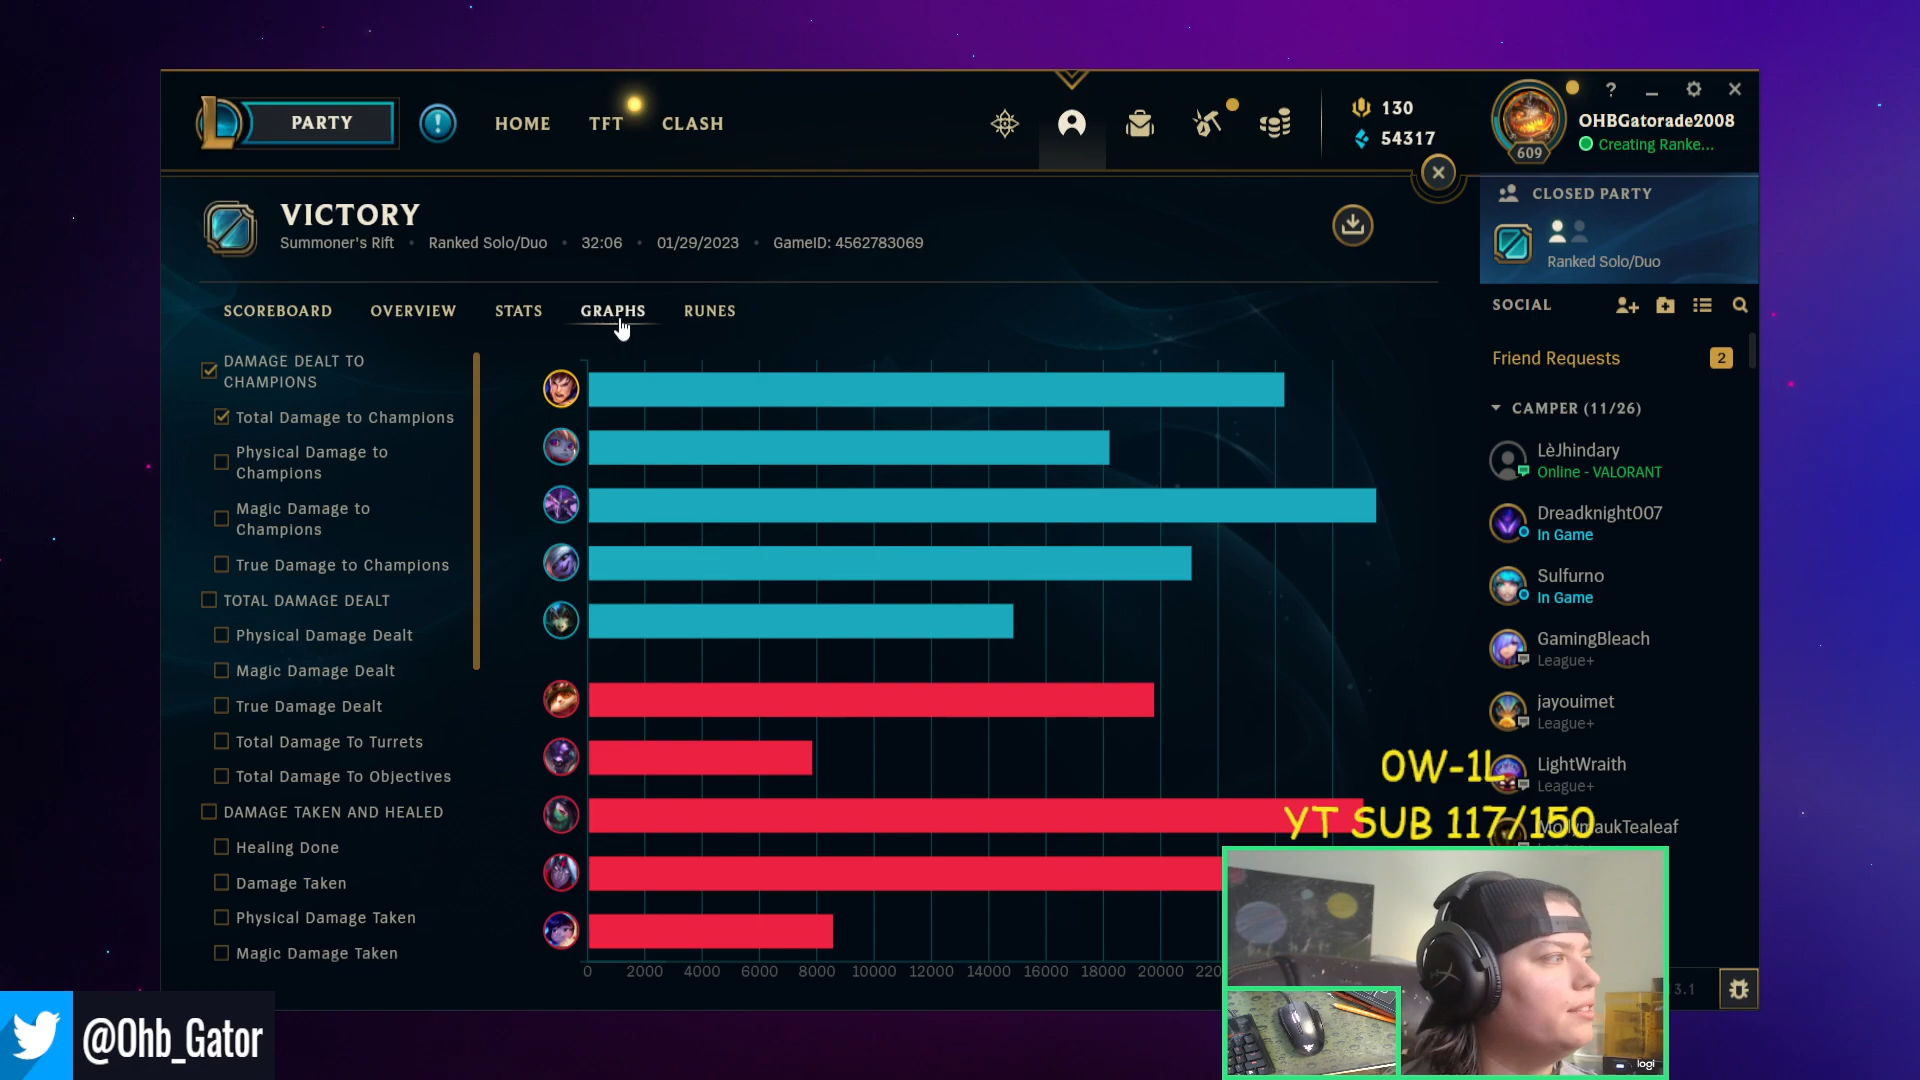 PARTY
HOME
TFT
CLASH
130
54317
609
OHBGatorade2008
Creating Ranke...
VICTORY
Summoner's Rift • Ranked Solo/Duo • 32:06 • 01/29/2023 • GameID: 4562783069
CLOSED PARTY
Ranked Solo/Duo
SCOREBOARD
OVERVIEW
STATS
GRAPHS
RUNES
SOCIAL
Friend Requests
2
CAMPER (11/26)
LèJhindary
Online - VALORANT
Dreadknight007
In Game
Sulfurno
In Game
GamingBleach
League+
jayouimet
League+
LightWraith
League+
DAMAGE DEALT TO
CHAMPIONS
Total Damage to Champions
Physical Damage to
Champions
Magic Damage to
Champions
True Damage to Champions
TOTAL DAMAGE DEALT
Physical Damage Dealt
Magic Damage Dealt
True Damage Dealt
Total Damage To Turrets
Total Damage To Objectives
DAMAGE TAKEN AND HEALED
Healing Done
Damage Taken
Physical Damage Taken
Magic Damage Taken
0 2000 4000 6000 8000 10000 12000 14000 16000 18000 20000
0W-1L
YT SUB 117/150
logi
@Ohb_Gator